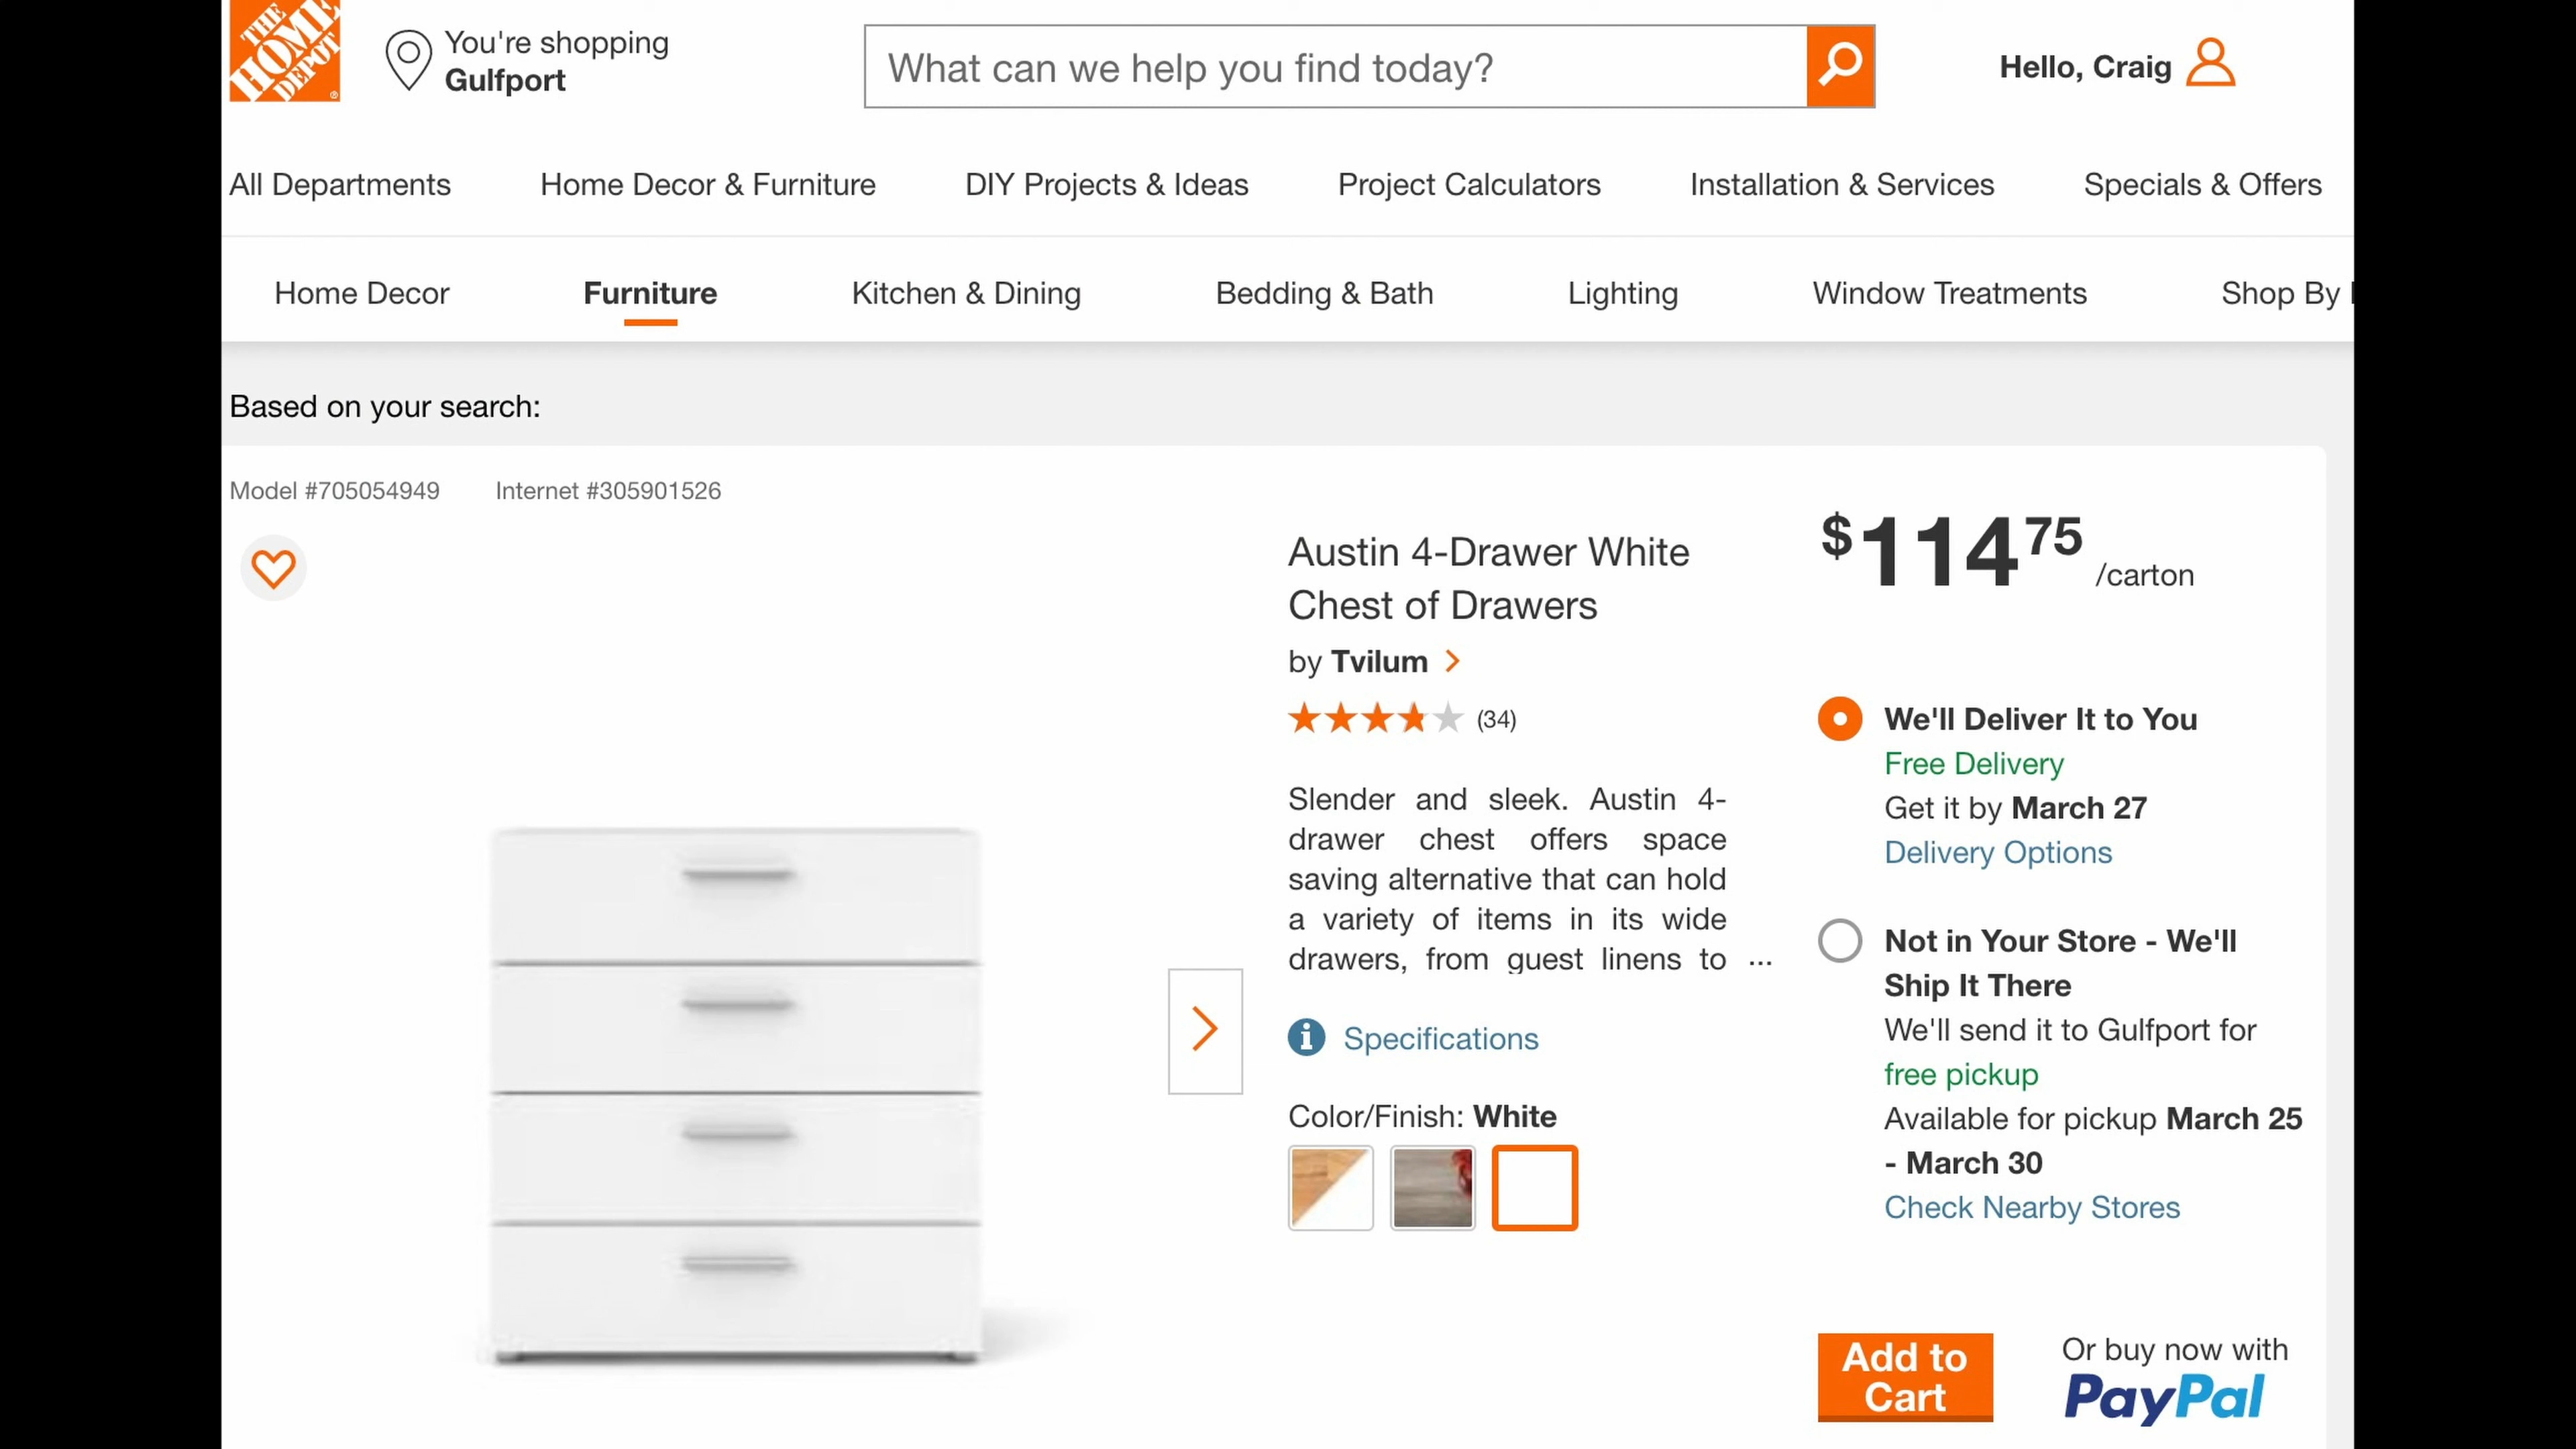 THE HOME DEPOT ®
You're shopping
Gulfport
What can we help you find today?
Hello, Craig
All Departments Home Decor & Furniture DIY Projects & Ideas Project Calculators Installation & Services Specials & Offers
Home Decor Furniture Kitchen & Dining Bedding & Bath Lighting Window Treatments Shop By
Based on your search:
Model #705054949 Internet #305901526
Austin 4-Drawer White
Chest of Drawers
by Tvilum
(34)
Slender and sleek. Austin 4-
drawer chest offers space
saving alternative that can hold
a variety of items in its wide
drawers, from guest linens to ...
Specifications
Color/Finish: White
$114 75 /carton
We'll Deliver It to You
Free Delivery
Get it by March 27
Delivery Options
Not in Your Store - We'll
Ship It There
We'll send it to Gulfport for
free pickup
Available for pickup March 25
- March 30
Check Nearby Stores
Add to
Cart
Or buy now with
PayPal